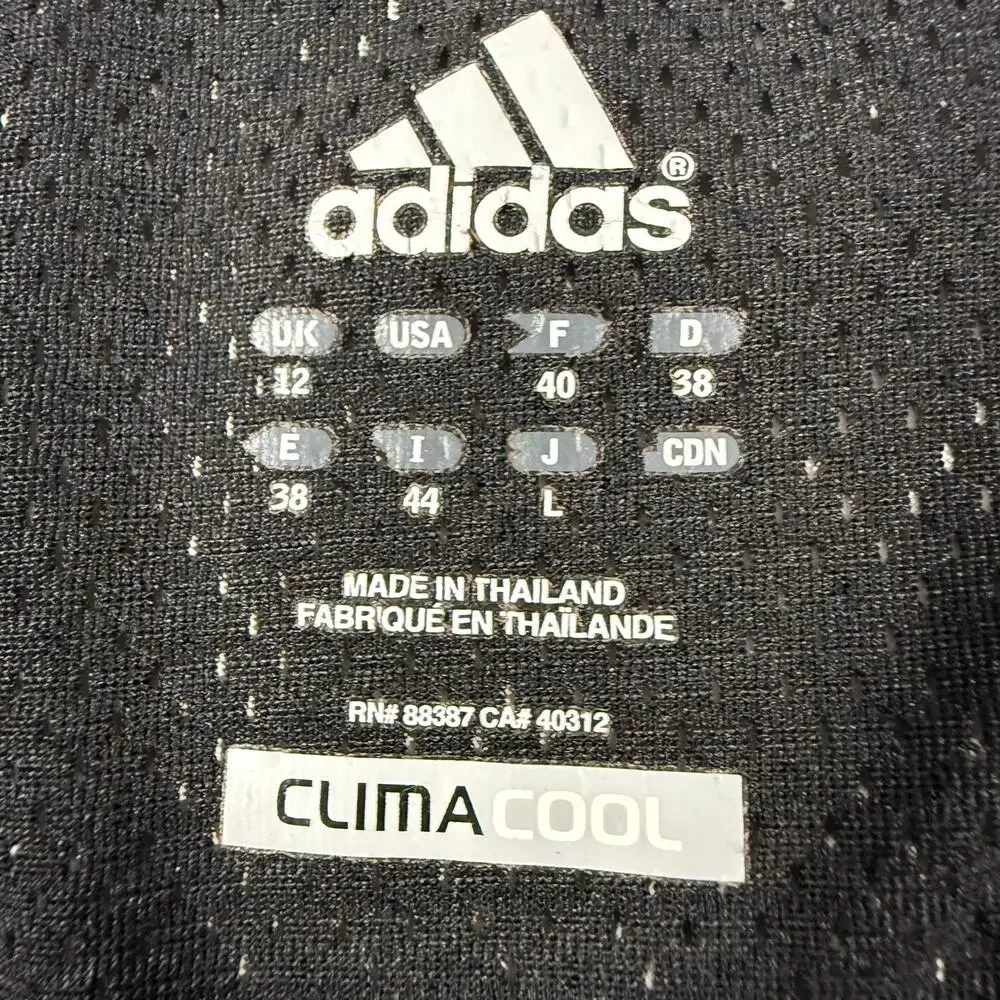 adidas®
UK USA F D
12 40 38
E I J CDN
38 44 L
MADE IN THAILAND
FABRIQUÉ EN THAÏLANDE
RN# 88387 CA# 40312
CLIMACOOL